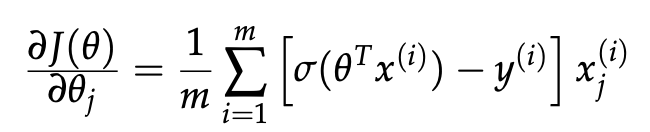 ∂J(θ)/∂θ_j = 1/m ∑_{i=1}^{m} [σ(θ^T x^{(i)}) − y^{(i)}] x_j^{(i)}